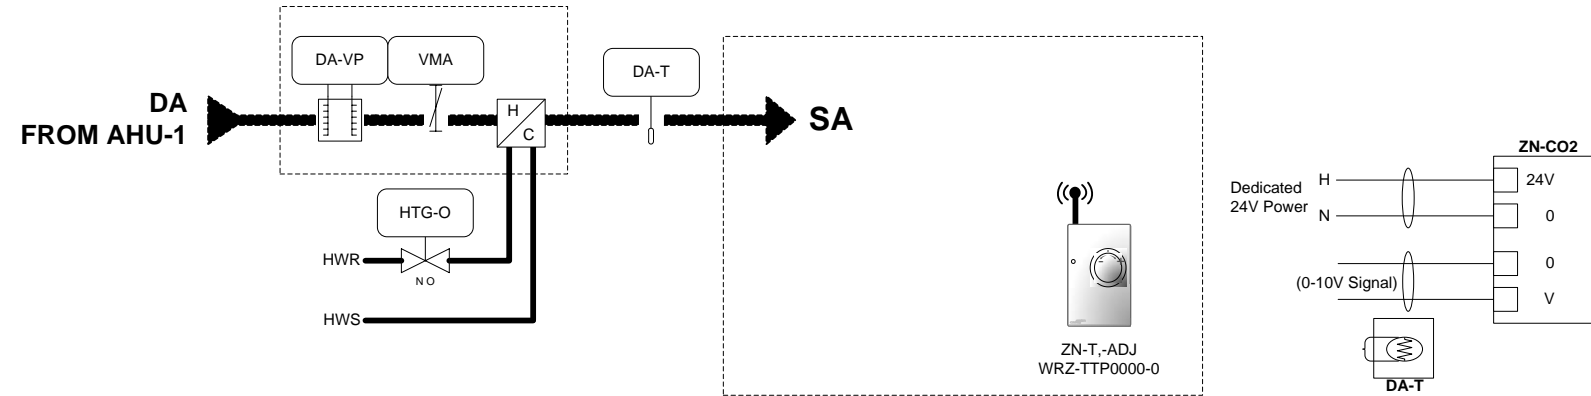 DA-VP
VMA
DA-T
DA
FROM AHU-1
H
C
SA
HTG-O
HWR
N O
HWS
ZN-T,-ADJ
WRZ-TTP0000-0
ZN-CO2
Dedicated
24V Power
H
24V
N
0
0
(0-10V Signal)
V
DA-T